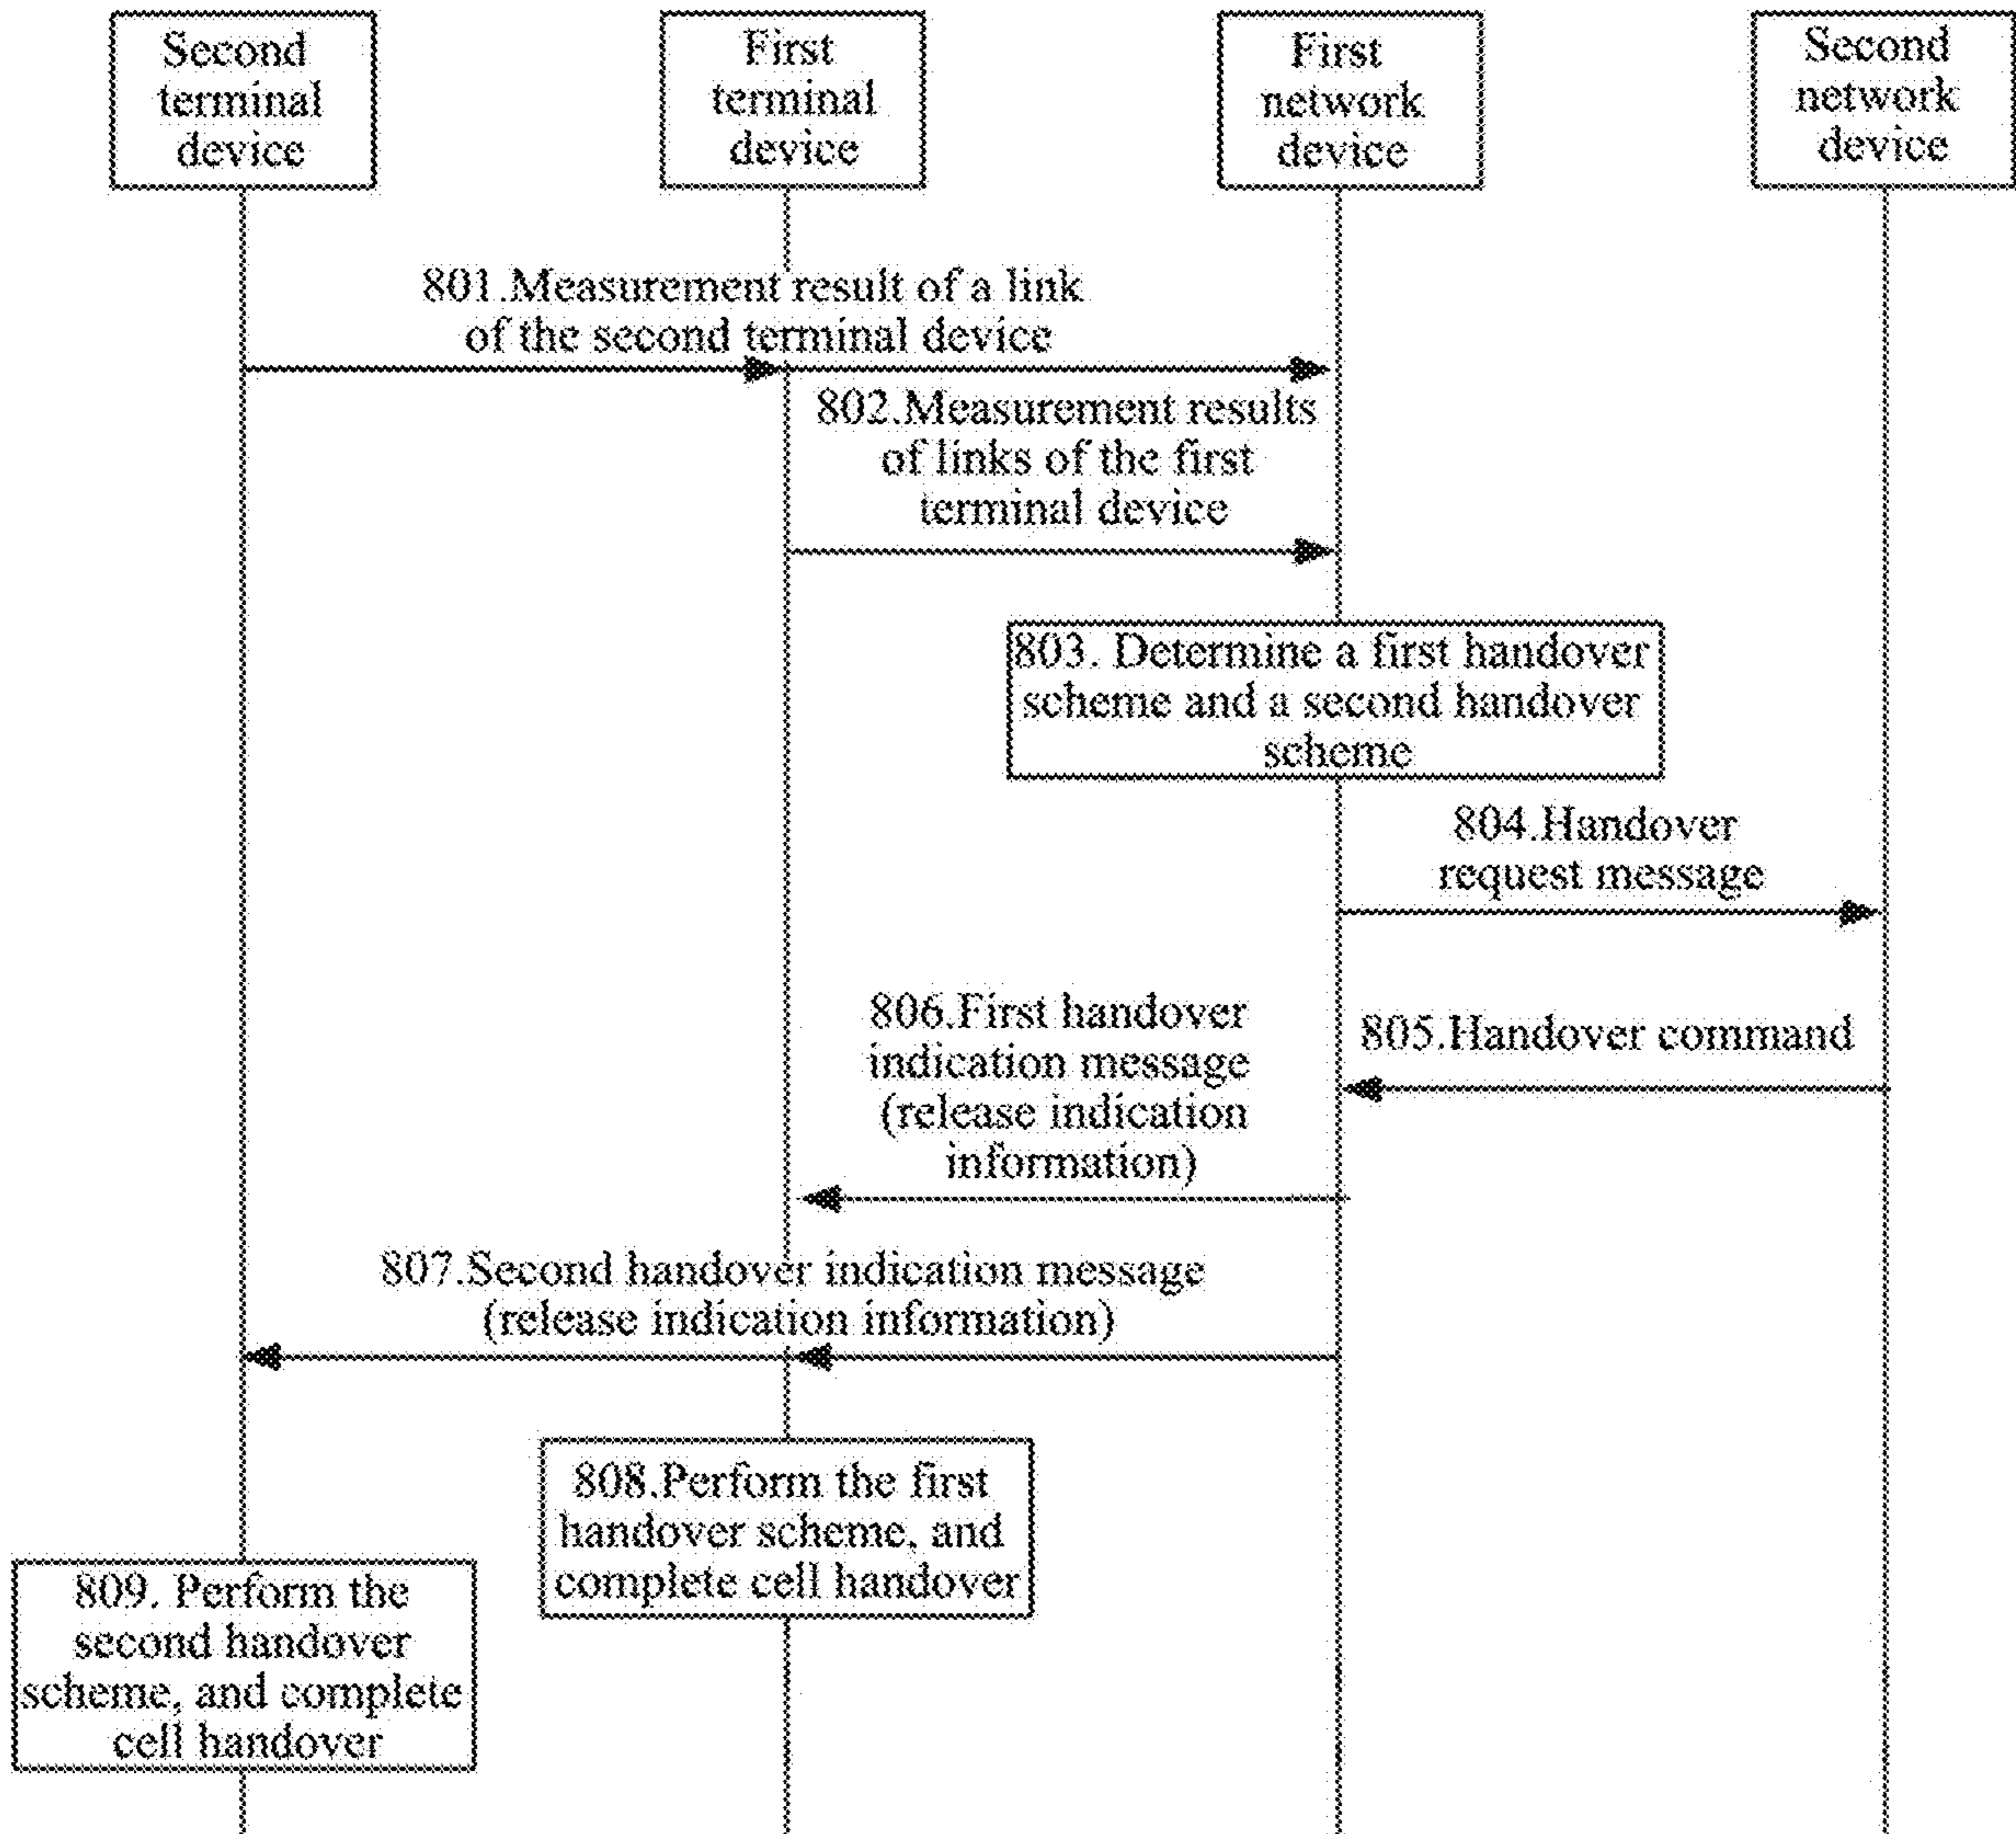 Second
terminal
device
First
terminal
device
First
network
device
Second
network
device
801.Measurement result of a link
of the second terminal device
802.Measurement results
of links of the first
terminal device
803. Determine a first handover
scheme and a second handover
scheme
804.Handover
request message
805.Handover command
806.First handover
indication message
(release indication
information)
807.Second handover indication message
(release indication information)
808.Perform the first
handover scheme, and
complete cell handover
809. Perform the
second handover
scheme, and complete
cell handover